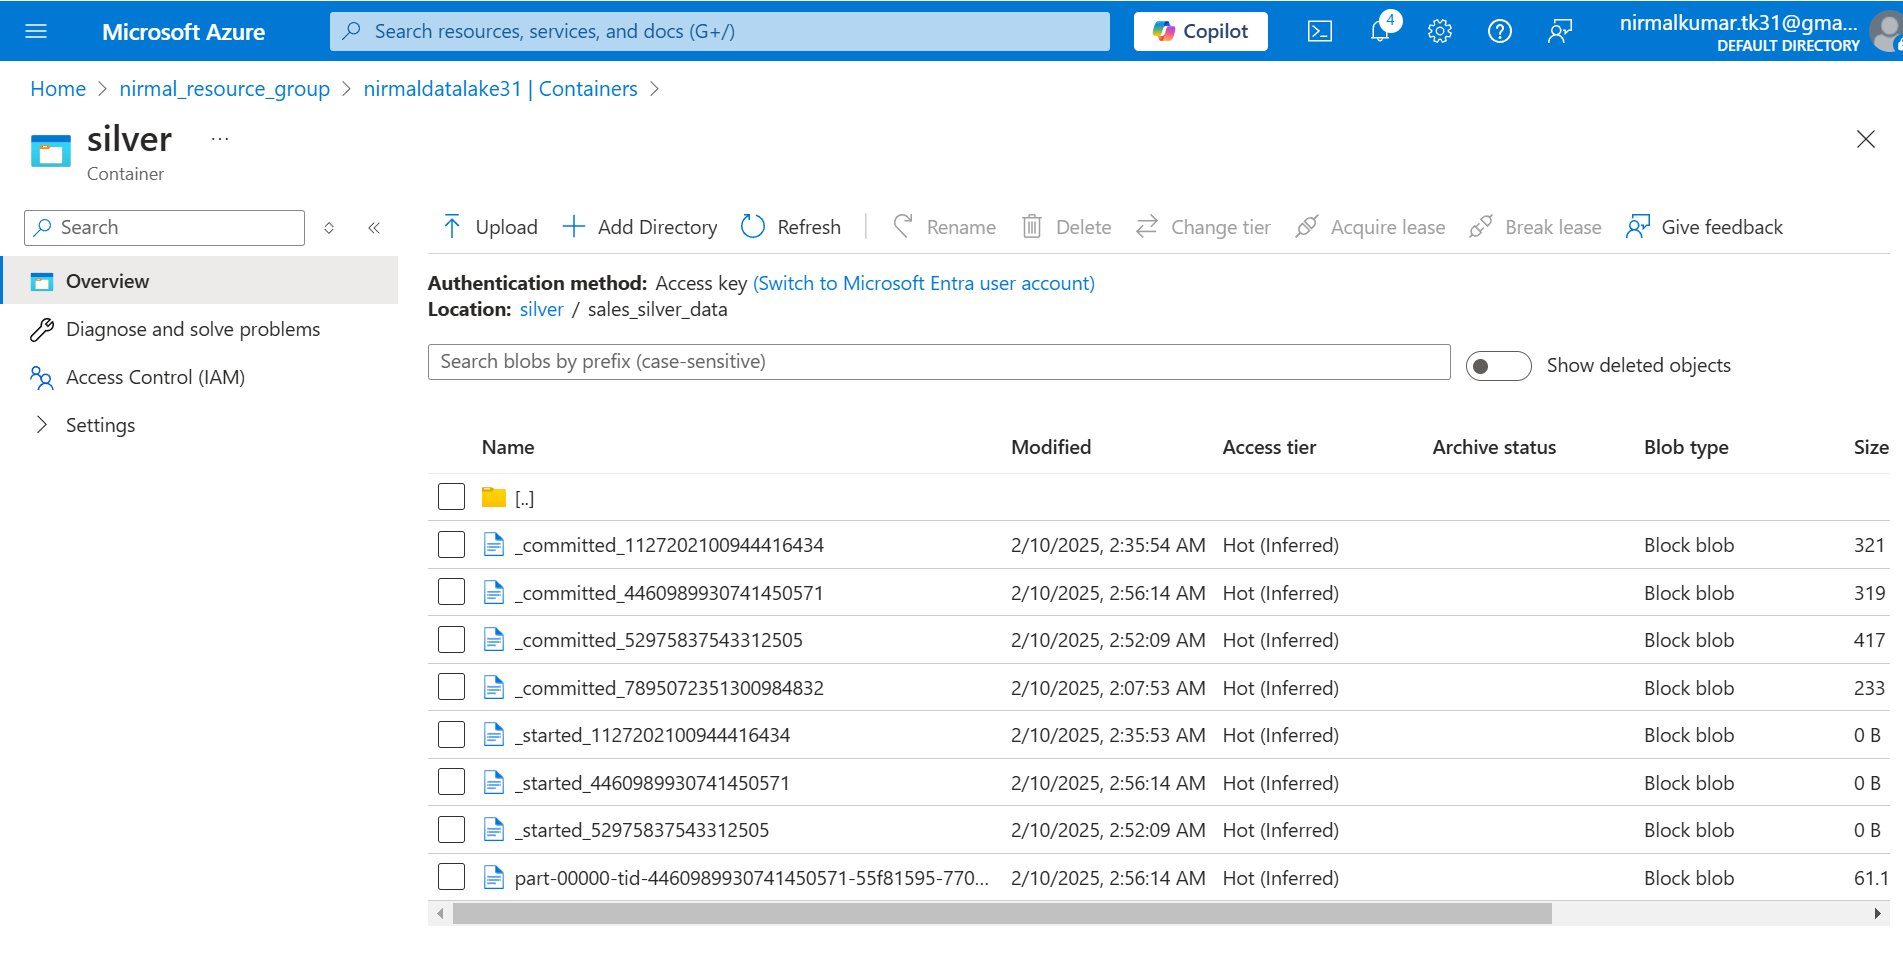 Microsoft Azure
Search resources, services, and docs (G+/)
Copilot
4
nirmalkumar.tk31@gma...
DEFAULT DIRECTORY
Home > nirmal_resource_group > nirmaldatalake31 | Containers >
silver ...
Container
Search
Overview
Diagnose and solve problems
Access Control (IAM)
Settings
Upload Add Directory Refresh Rename Delete Change tier Acquire lease Break lease Give feedback
Authentication method: Access key (Switch to Microsoft Entra user account)
Location: silver / sales_silver_data
Search blobs by prefix (case-sensitive)
Show deleted objects
Name Modified Access tier Archive status Blob type Size
[..]
_committed_1127202100944416434 2/10/2025, 2:35:54 AM Hot (Inferred) Block blob 321
_committed_4460989930741450571 2/10/2025, 2:56:14 AM Hot (Inferred) Block blob 319
_committed_52975837543312505 2/10/2025, 2:52:09 AM Hot (Inferred) Block blob 417
_committed_7895072351300984832 2/10/2025, 2:07:53 AM Hot (Inferred) Block blob 233
_started_1127202100944416434 2/10/2025, 2:35:53 AM Hot (Inferred) Block blob 0 B
_started_4460989930741450571 2/10/2025, 2:56:14 AM Hot (Inferred) Block blob 0 B
_started_52975837543312505 2/10/2025, 2:52:09 AM Hot (Inferred) Block blob 0 B
part-00000-tid-4460989930741450571-55f81595-770... 2/10/2025, 2:56:14 AM Hot (Inferred) Block blob 61.1